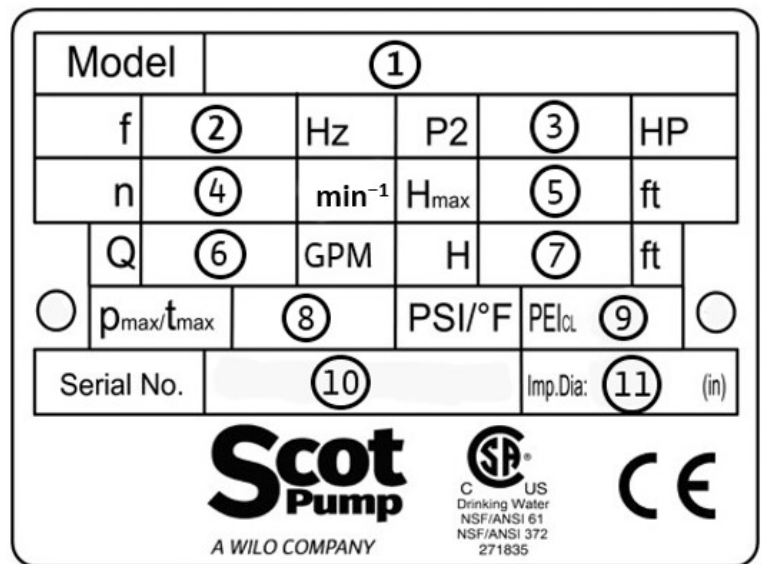 Model ①
f ② Hz P2 ③ HP
n ④ min⁻¹ Hmax ⑤ ft
Q ⑥ GPM H ⑦ ft
pmax/tmax ⑧ PSI/°F PEICL ⑨
Serial No. ⑩ Imp.Dia: ⑪ (in)
Scot
Pump
A WILO COMPANY
CSA
C US
Drinking Water
NSF/ANSI 61
NSF/ANSI 372
271835
CE